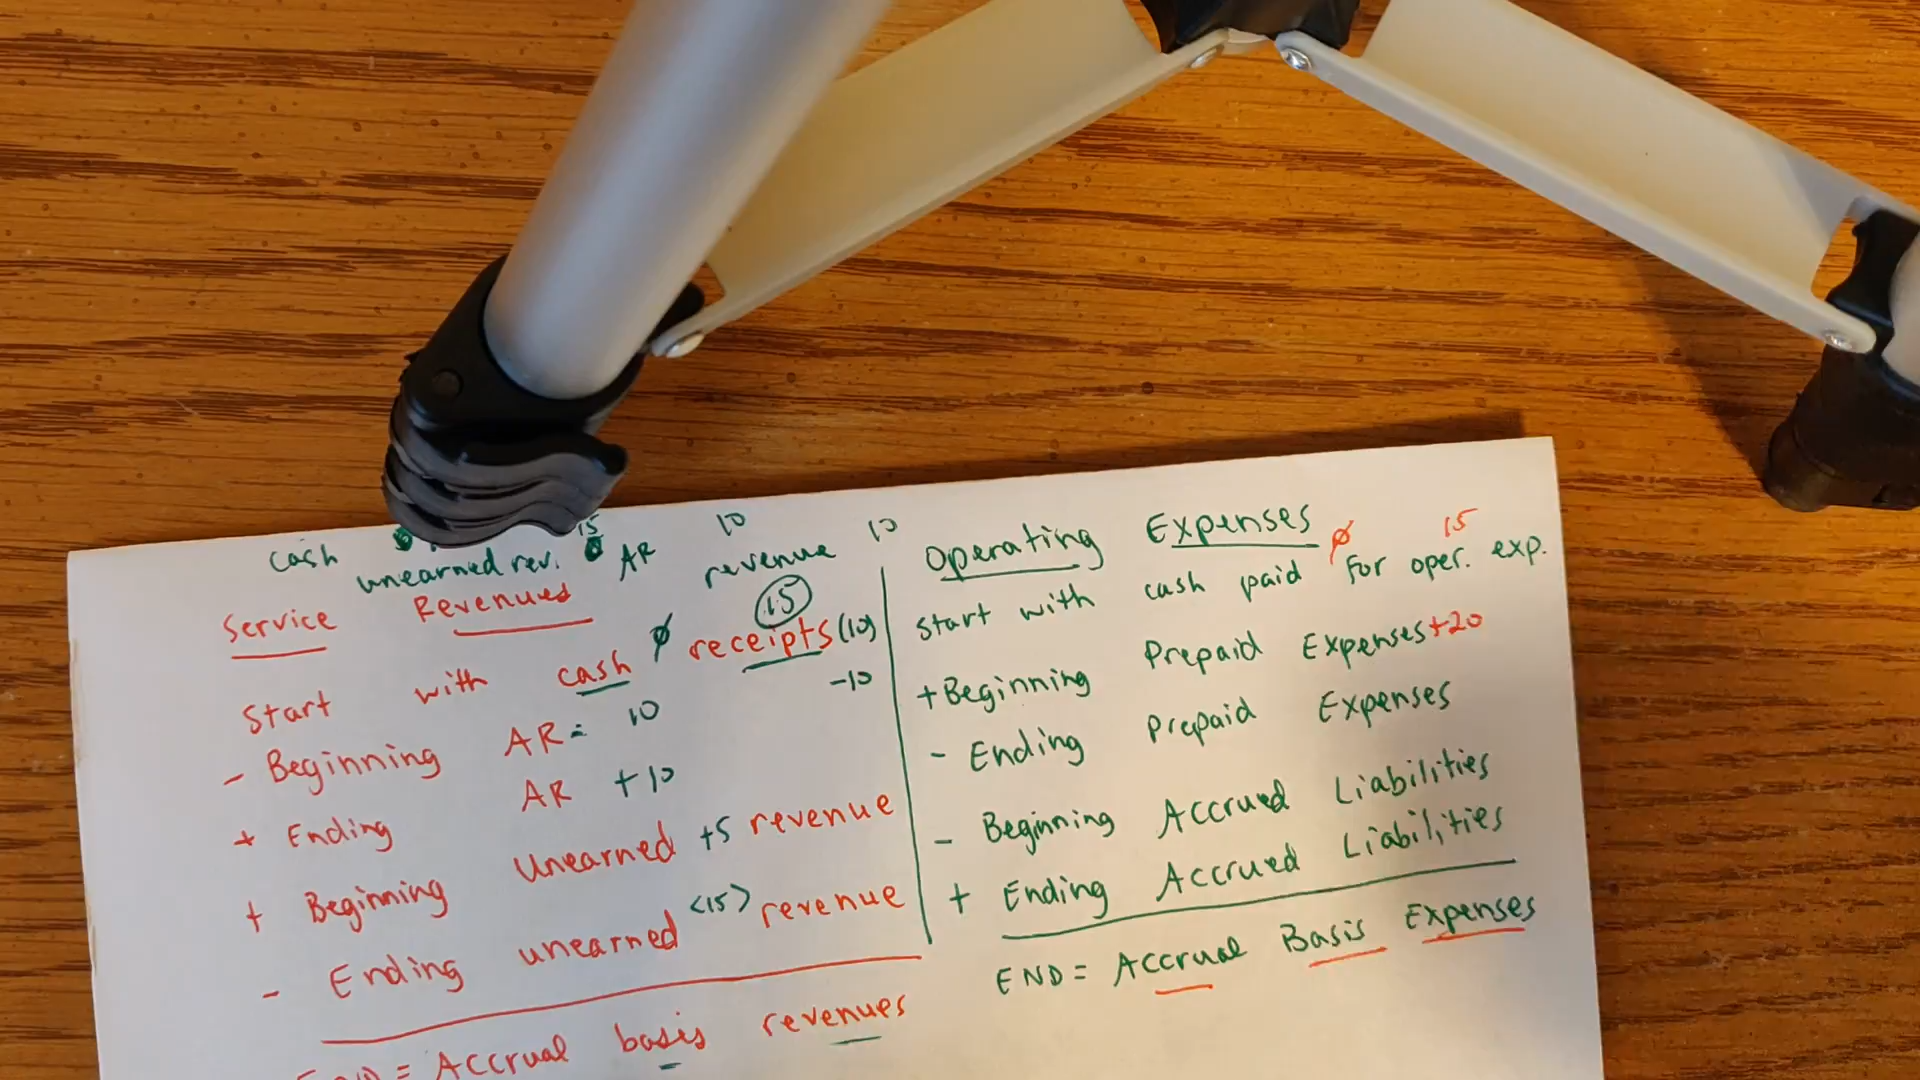 cash 15 10 10
unearned rev. AR revenue
Service Revenues
15
Start with cash ∅ receipts (10)
-10
- Beginning AR = 10
+ Ending AR +10
+ Beginning Unearned +5 revenue
- Ending unearned <15> revenue
END = Accrual basis revenues
Operating Expenses
∅ 15
Start with cash paid for oper. exp.
+ Beginning Prepaid Expenses +20
- Ending Prepaid Expenses
- Beginning Accrued Liabilities
+ Ending Accrued Liabilities
END = Accrual Basis Expenses